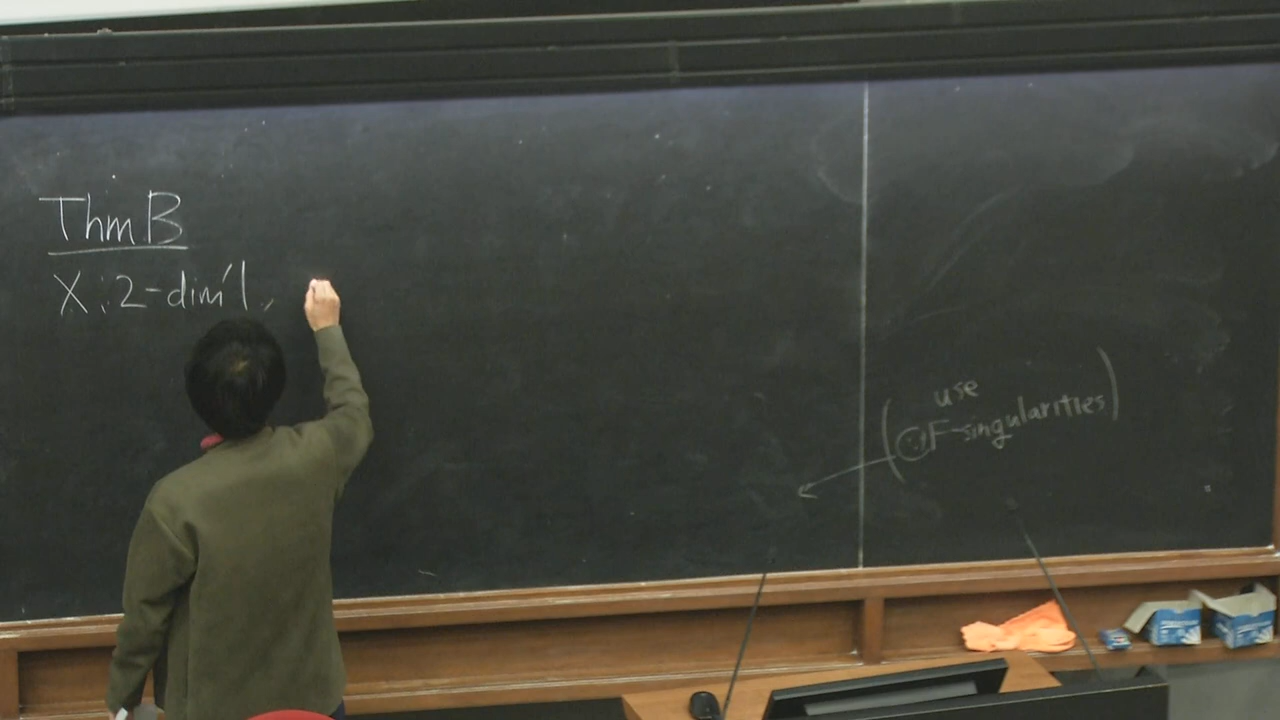 Thm B
X : 2-dim'l,
use
( ☺ F-singularities )